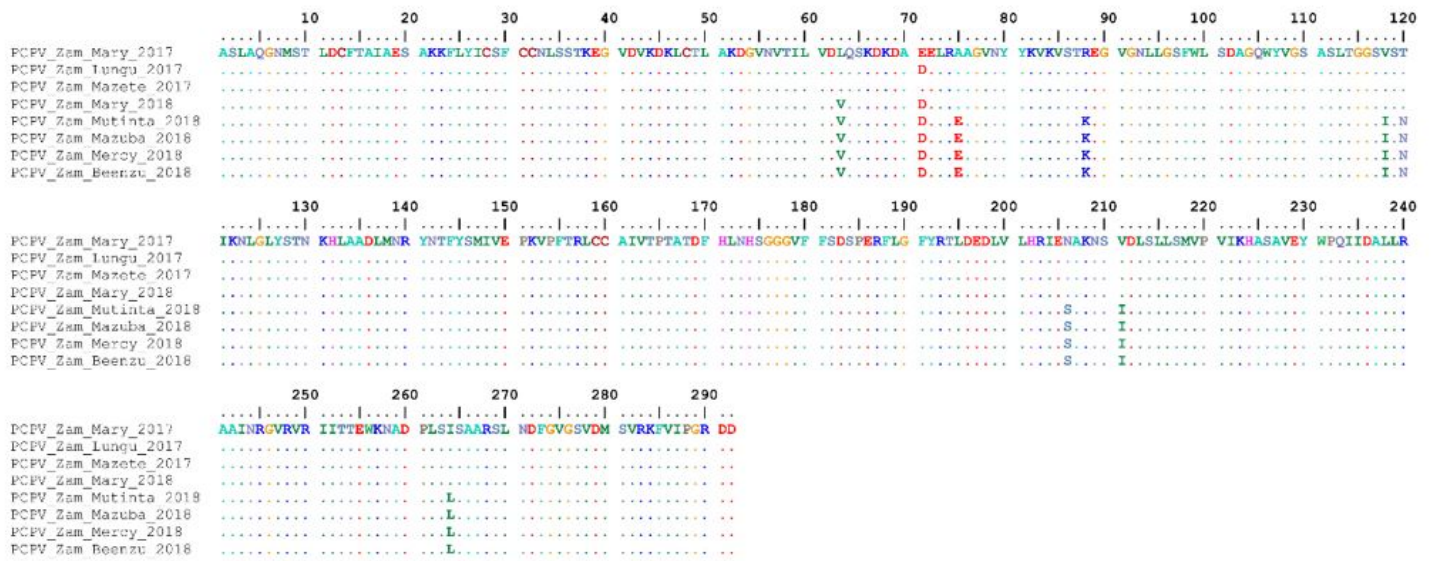 10 20 30 40 50 60 70 80 90 100 110 120
PCPV_Zam_Mary_2017 ASLAQGNMST LDCFTAIAES AKKFLYICSF CCNLSSTKEG VDVKDKLCTL AKDGVNVTIL VDLQSKDKDA EELRAAGVNY YKVKVSTREG VGNLLGSFWL SDAGQWYVGS ASLTGGSVST
PCPV_Zam_Lungu_2017 .......... .......... .......... .......... .......... .......... .......... D......... .......... .......... .......... ..........
PCPV_Zam_Mazete_2017 .......... .......... .......... .......... .......... .......... .......... .......... .......... .......... .......... ..........
PCPV_Zam_Mary_2018 .......... .......... .......... .......... .......... .......... ..V....... D......... .......... .......... .......... ..........
PCPV_Zam_Mutinta_2018 .......... .......... .......... .......... .......... .......... ..V....... D...E..... .......K.. .......... .......... .......I.N
PCPV_Zam_Mazuba_2018 .......... .......... .......... .......... .......... .......... ..V....... D...E..... .......K.. .......... .......... .......I.N
PCPV_Zam_Mercy_2018 .......... .......... .......... .......... .......... .......... ..V....... D...E..... .......K.. .......... .......... .......I.N
PCPV_Zam_Beenzu_2018 .......... .......... .......... .......... .......... .......... ..V....... D...E..... .......K.. .......... .......... .......I.N
130 140 150 160 170 180 190 200 210 220 230 240
PCPV_Zam_Mary_2017 IKNLGLYSTN KHLAADLMNR YNTFYSMIVE PKVPFTRLCC AIVTPTATDF HLNHSGGGVF FSDSPERFLG FYRTLDEDLV LHRIENAKNS VDLSLLSMVP VIKHASAVEY WPQIIDALLR
PCPV_Zam_Lungu_2017 .......... .......... .......... .......... .......... .......... .......... .......... .......... .......... .......... ..........
PCPV_Zam_Mazete_2017 .......... .......... .......... .......... .......... .......... .......... .......... .......... .......... .......... ..........
PCPV_Zam_Mary_2018 .......... .......... .......... .......... .......... .......... .......... .......... .......... .......... .......... ..........
PCPV_Zam_Mutinta_2018 .......... .......... .......... .......... .......... .......... .......... .......... .....S.... I......... .......... ..........
PCPV_Zam_Mazuba_2018 .......... .......... .......... .......... .......... .......... .......... .......... .....S.... I......... .......... ..........
PCPV_Zam_Mercy_2018 .......... .......... .......... .......... .......... .......... .......... .......... .....S.... I......... .......... ..........
PCPV_Zam_Beenzu_2018 .......... .......... .......... .......... .......... .......... .......... .......... .....S.... I......... .......... ..........
250 260 270 280 290
PCPV_Zam_Mary_2017 AAINRGVRVR IITTEWKNAD PLSISAARSL NDFGVGSVDM SVRKFVIPGR DD
PCPV_Zam_Lungu_2017 .......... .......... .......... .......... .......... ..
PCPV_Zam_Mazete_2017 .......... .......... .......... .......... .......... ..
PCPV_Zam_Mary_2018 .......... .......... .......... .......... .......... ..
PCPV_Zam_Mutinta_2018 .......... .......... ...L...... .......... .......... ..
PCPV_Zam_Mazuba_2018 .......... .......... ...L...... .......... .......... ..
PCPV_Zam_Mercy_2018 .......... .......... ...L...... .......... .......... ..
PCPV_Zam_Beenzu_2018 .......... .......... ...L...... .......... .......... ..